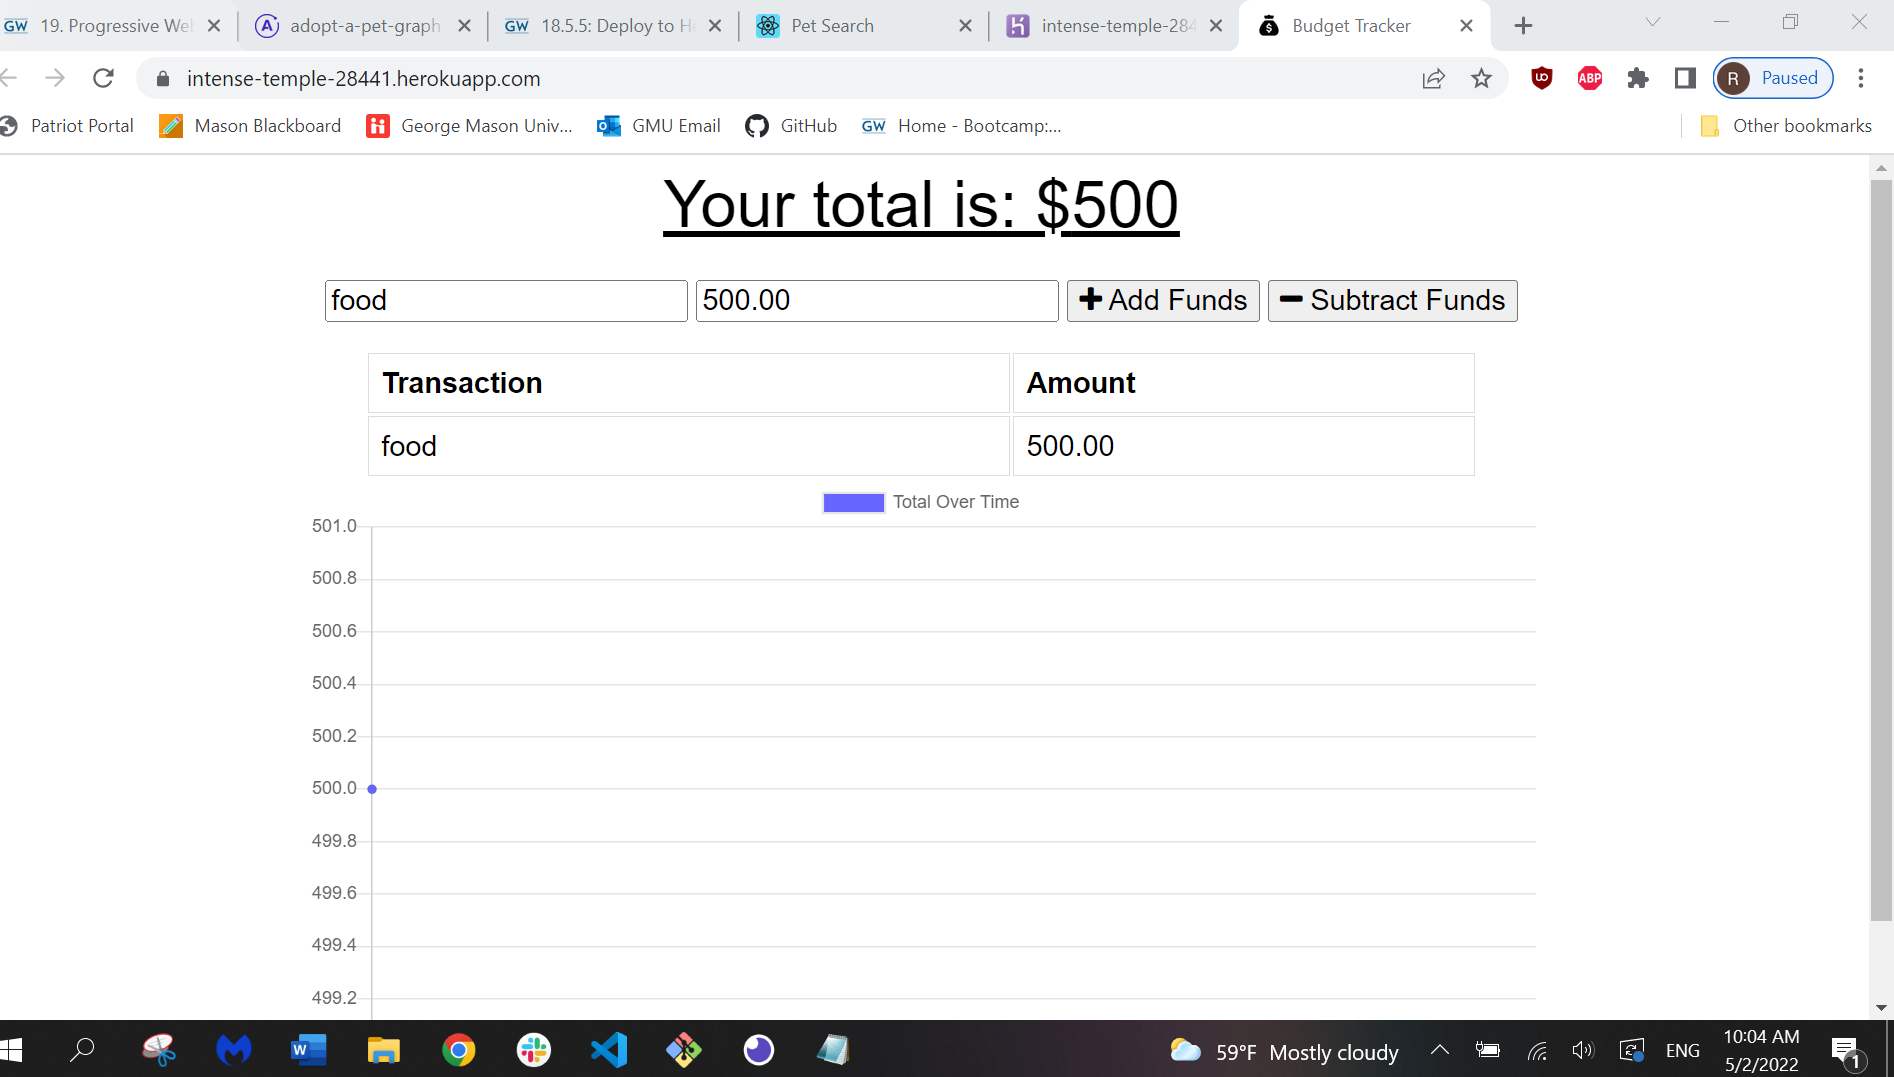 GW 19. Progressive We
adopt-a-pet-graph
GW 18.5.5: Deploy to H
Pet Search
intense-temple-284
Budget Tracker
intense-temple-28441.herokuapp.com
ABP
R Paused
Patriot Portal
Mason Blackboard
George Mason Univ...
GMU Email
GitHub
GW Home - Bootcamp:...
Other bookmarks
Your total is: $500
food
500.00
Add Funds
Subtract Funds
Transaction Amount
food 500.00
Total Over Time
501.0
500.8
500.6
500.4
500.2
500.0
499.8
499.6
499.4
499.2
59°F Mostly cloudy
ENG
10:04 AM
5/2/2022
1